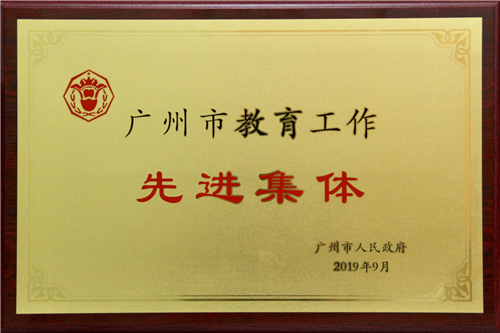 广州市教育工作
先进集体
广州市人民政府
2019年9月